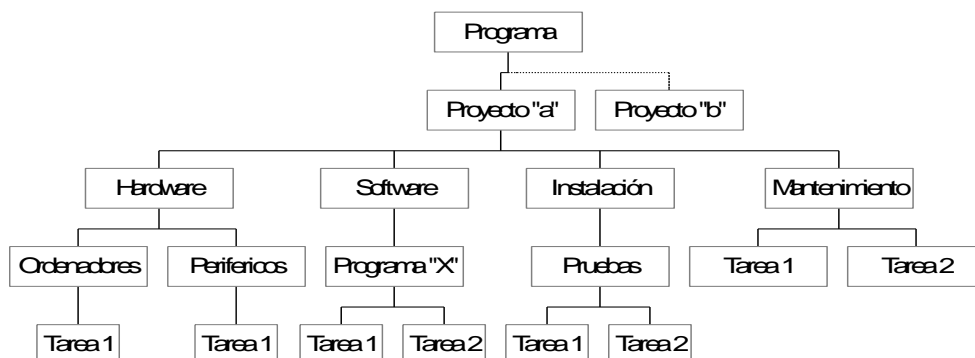 Programa
Proyecto "a"
Proyecto "b"
Hardware
Software
Instalación
Mantenimiento
Ordenadores
Perifericos
Programa "X"
Pruebas
Tarea 1
Tarea 2
Tarea 1
Tarea 1
Tarea 1
Tarea 2
Tarea 1
Tarea 2